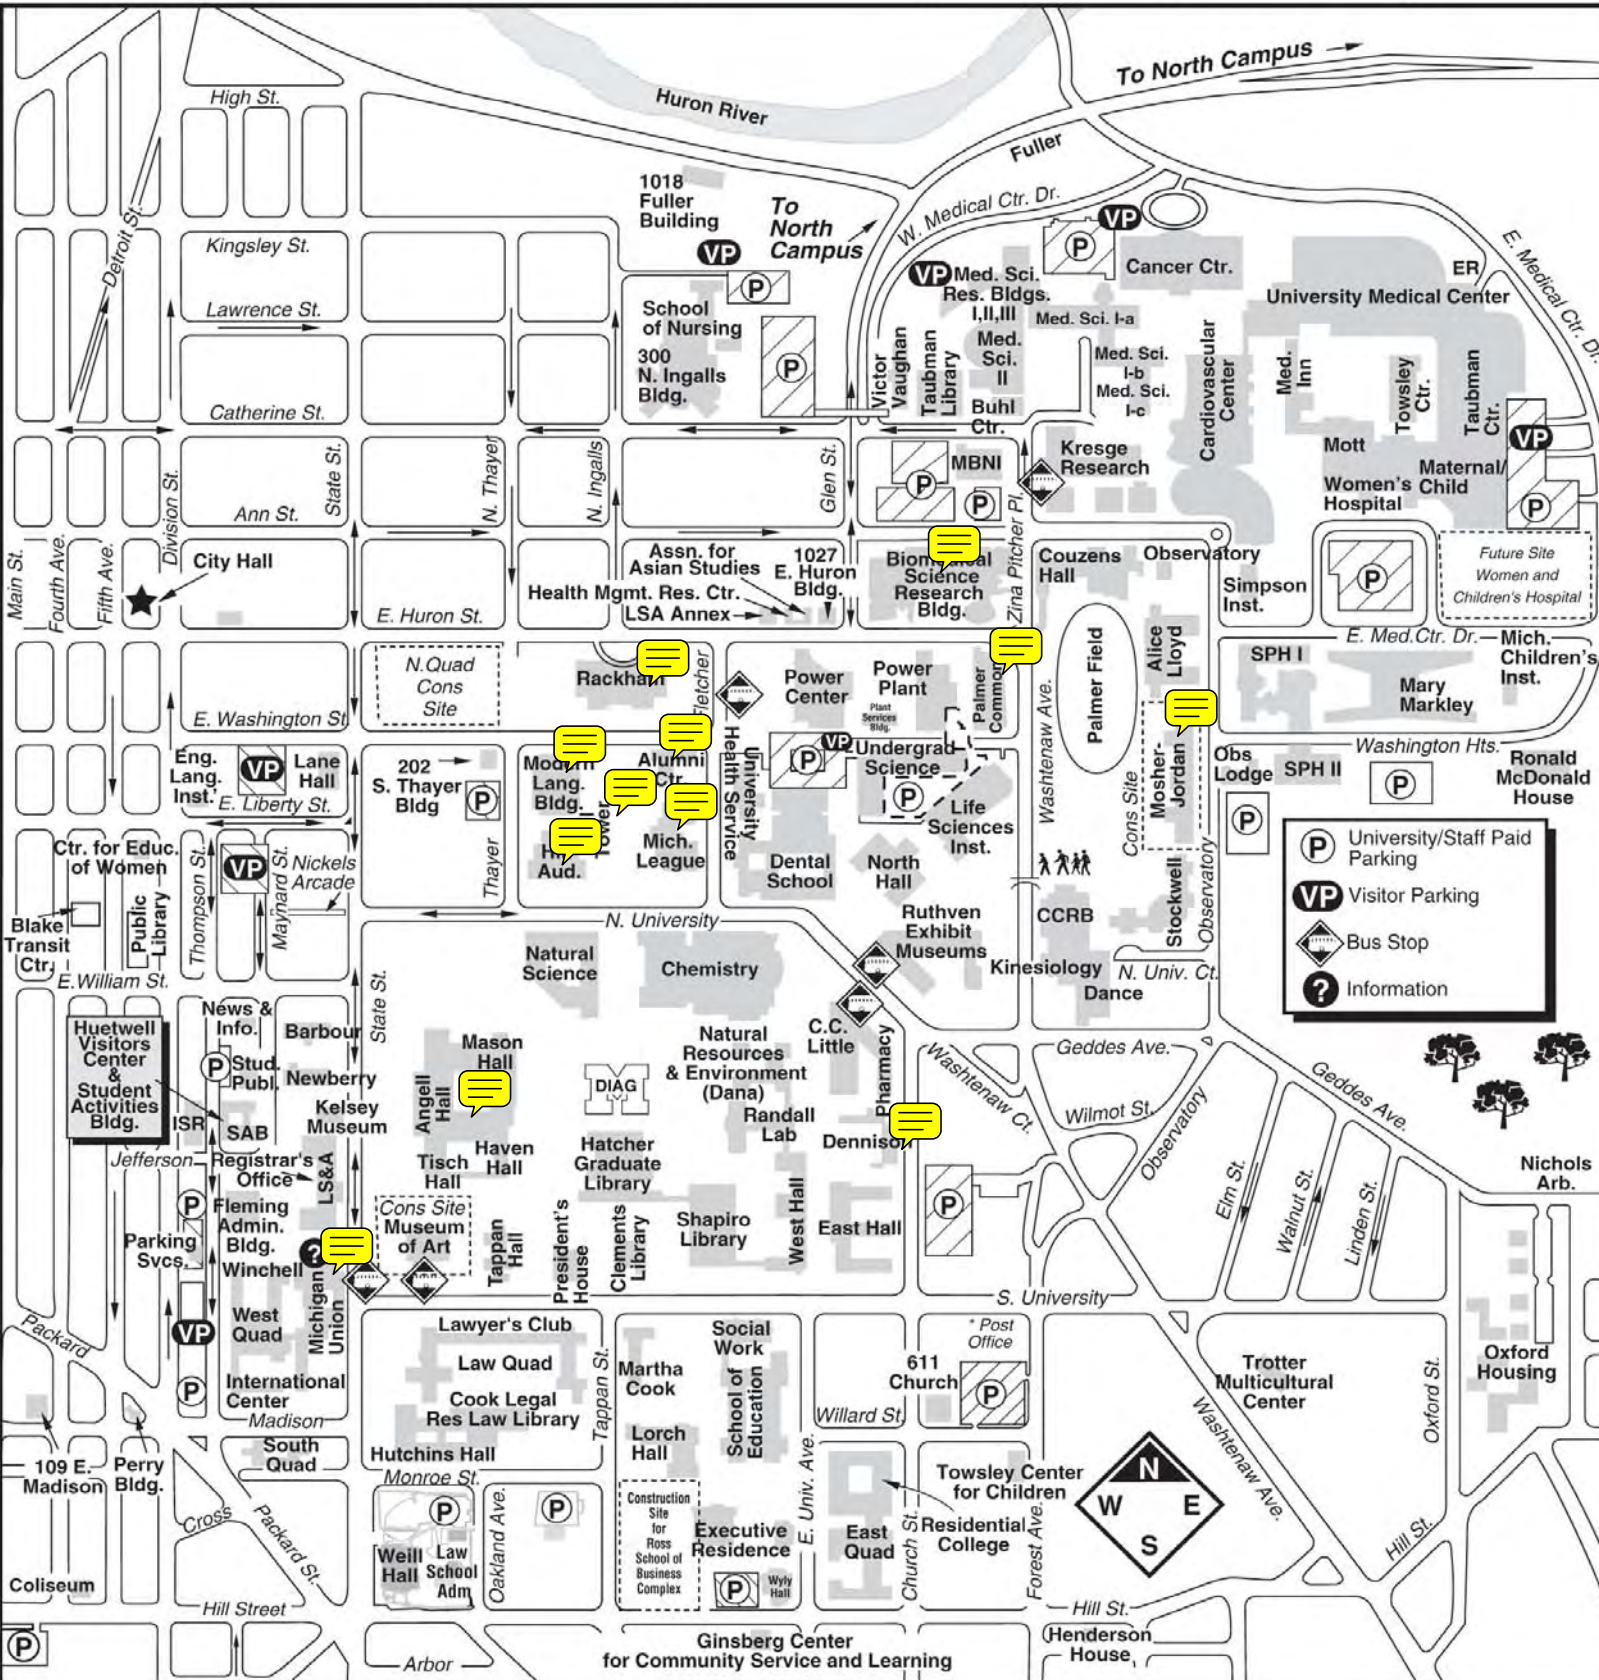 To North Campus
High St.
Huron River
Fuller
1018
Fuller
Building
To
North
Campus
W. Medical Ctr. Dr.
VP
P
Detroit St.
Kingsley St.
VP
P
VP
Med. Sci.
Res. Bldgs.
I,II,III
Cancer Ctr.
ER
E. Medical Ctr. Dr.
University Medical Center
Lawrence St.
School
of Nursing
300
N. Ingalls
Bldg.
P
Med. Sci. I-a
Med.
Sci.
II
Victor
Vaughan
Taubman
Library
Buhl
Ctr.
Med. Sci.
I-b
Med. Sci.
I-c
Cardiovascular
Center
Med.
Inn
Towsley
Ctr.
Taubman
Ctr.
Catherine St.
VP
P
Mott
Women's
Hospital
Maternal/
Child
Division St.
State St.
N. Thayer
N. Ingalls
Glen St.
P
MBNI
P
Zina Pitcher Pl.
Kresge
Research
Ann St.
Main St.
Fourth Ave.
Fifth Ave.
City Hall
Assn. for
Asian Studies
1027
E. Huron
Bldg.
Health Mgmt. Res. Ctr.
LSA Annex
Science
Research
Bldg.
Couzens
Hall
Observatory
Simpson
Inst.
P
Future Site
Women and
Children's Hospital
E. Huron St.
E. Med.Ctr. Dr.
Mich.
Children's
Inst.
N.Quad
Cons
Site
Rackham
Fletcher
Power
Center
Power
Plant
Plant
Services
Bldg.
Palmer
Commons
Palmer Field
Washtenaw Ave.
Alice
Lloyd
SPH I
Mary
Markley
E. Washington St
Washington Hts.
Eng.
Lang.
Inst.
VP
Lane
Hall
E. Liberty St.
202
S. Thayer
Bldg
P
Modern
Lang.
Bldg.
Alumni
Ctr.
Tower
Mich.
League
Aud.
University
Health Service
P
VP
Undergrad
Science
P
Life
Sciences
Inst.
Cons Site
Mosher-
Jordan
Obs
Lodge
P
SPH II
P
Ronald
McDonald
House
Ctr. for Educ.
of Women
Thompson St.
VP
Maynard St.
Nickels
Arcade
Thayer
Dental
School
North
Hall
Stockwell
Observatory
P
University/Staff Paid
Parking
VP
Visitor Parking
Bus Stop
?
Information
Blake
Transit
Ctr.
Public
Library
E.William St.
N. University
Ruthven
Exhibit
Museums
CCRB
Kinesiology
Dance
N. Univ. Ct.
Natural
Science
Chemistry
State St.
Huetwell
Visitors
Center
&
Student
Activities
Bldg.
News &
Info.
P
Stud.
Publ.
Barbour
Newberry
Kelsey
Museum
ISR
SAB
Mason
Hall
Angell
Hall
DIAG
Natural
Resources
& Environment
(Dana)
C.C.
Little
Pharmacy
Geddes Ave.
Washtenaw Ct.
Wilmot St.
Observatory
Geddes Ave.
Randall
Lab
Dennison
Haven
Hall
Tisch
Hall
Hatcher
Graduate
Library
Jefferson
Registrar's
Office
LS&A
P
Fleming
Admin.
Bldg.
Parking
Svcs.
Winchell
?
Cons Site
Museum
of Art
Tappan
Hall
President's
House
Clements
Library
Shapiro
Library
West Hall
East Hall
P
Elm St.
Walnut St.
Linden St.
Nichols
Arb.
S. University
Packard
VP
West
Quad
Michigan
Union
P
International
Center
Madison
Lawyer's Club
Law Quad
Cook Legal
Res Law Library
Hutchins Hall
Monroe St.
Tappan St.
Martha
Cook
Lorch
Hall
Social
Work
School of
Education
611
Church
Willard St.
* Post
Office
P
Trotter
Multicultural
Center
Washtenaw Ave.
Oxford St.
Oxford
Housing
109 E.
Madison
Perry
Bldg.
South
Quad
Cross
Packard St.
P
Weill
Hall
Law
School
Adm
Oakland Ave.
P
Construction
Site
for
Ross
School of
Business
Complex
Executive
Residence
P
Wyly
Hall
E. Univ. Ave.
East
Quad
Church St.
Towsley Center
for Children
Residential
College
Forest Ave.
N
W
E
S
Hill St.
Coliseum
Hill Street
Hill St.
P
Arbor
Ginsberg Center
for Community Service and Learning
Henderson
House